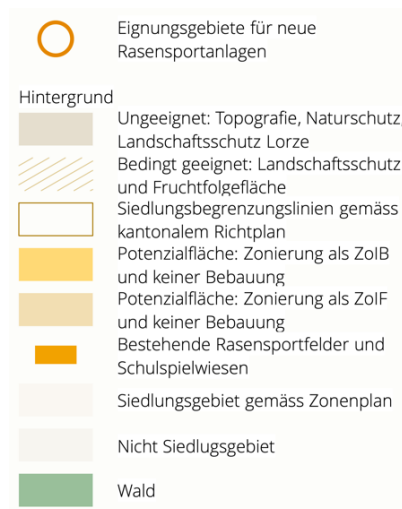 Eignungsgebiete für neue
Rasensportanlagen
Hintergrund
Ungeeignet: Topografie, Naturschutz,
Landschaftsschutz Lorze
Bedingt geeignet: Landschaftsschutz
und Fruchtfolgefläche
Siedlungsbegrenzungslinien gemäss
kantonalem Richtplan
Potenzialfläche: Zonierung als ZoIB
und keiner Bebauung
Potenzialfläche: Zonierung als ZoIF
und keiner Bebauung
Bestehende Rasensportfelder und
Schulspielwiesen
Siedlungsgebiet gemäss Zonenplan
Nicht Siedlugsgebiet
Wald